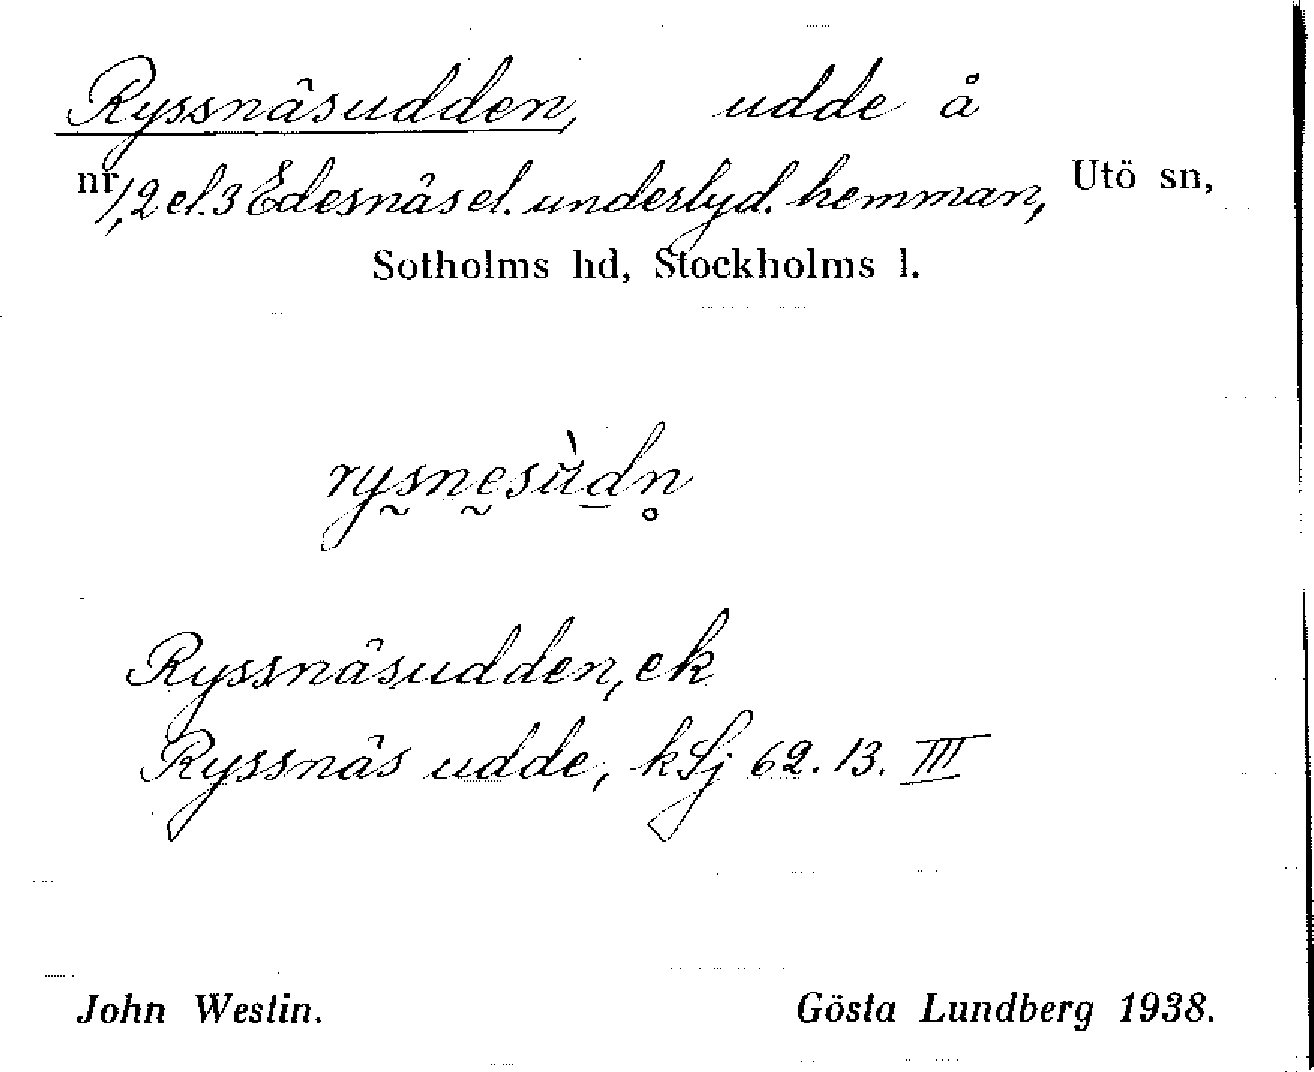 Ryssnäsudden, udde å
nr 1, 2 el. 3 Edesnäs el. underlyd. hemman, Utö sn,
Sotholms hd, Stockholms l.
rysnesùdn̥
Ryssnäsudden, ek
Ryssnäs udde, kSj 62.13. III
John Westin. Gösta Lundberg 1938.